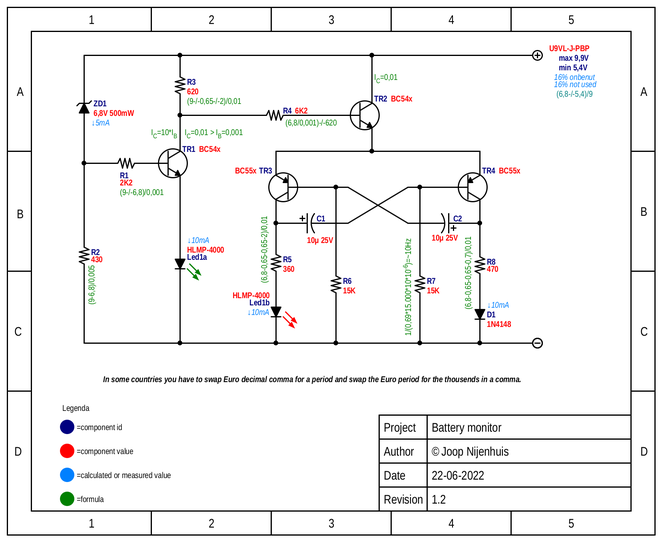 1 2 3 4 5
A A
B B
C C
D D
1 2 3 4 5
U9VL-J-PBP
max 9,9V
min 5,4V
16% onbenut
16% not used
(6,8-/-5,4)/9
ZD1
6,8V 500mW
↓5mA
R3
620
(9-/-0,65-/-2)/0,01
R4 6K2
(6,8/0,001)-/-620
IC=0,01
TR2 BC54x
IC=10*IB IC=0,01 > IB=0,001
TR1 BC54x
R1
2K2
(9-/-6,8)/0,001
BC55x TR3
TR4 BC55x
C1
10µ 25V
C2
10µ 25V
↓10mA
HLMP-4000
Led1a
R2
430
(9-6,8)/0,005
(6,8-0,65-0,65-2)/0,01
R5
360
HLMP-4000
Led1b
↓10mA
R6
15K
1/(0,69*15.000*10*10⁻⁶)=~10Hz
R7
15K
(6,8-0,65-0,65-0,7)/0,01
R8
470
↓10mA
D1
1N4148
In some countries you have to swap Euro decimal comma for a period and swap the Euro period for the thousends in a comma.
Legenda
=component id
=component value
=calculated or measured value
=formula
Project Battery monitor
Author © Joop Nijenhuis
Date 22-06-2022
Revision 1.2